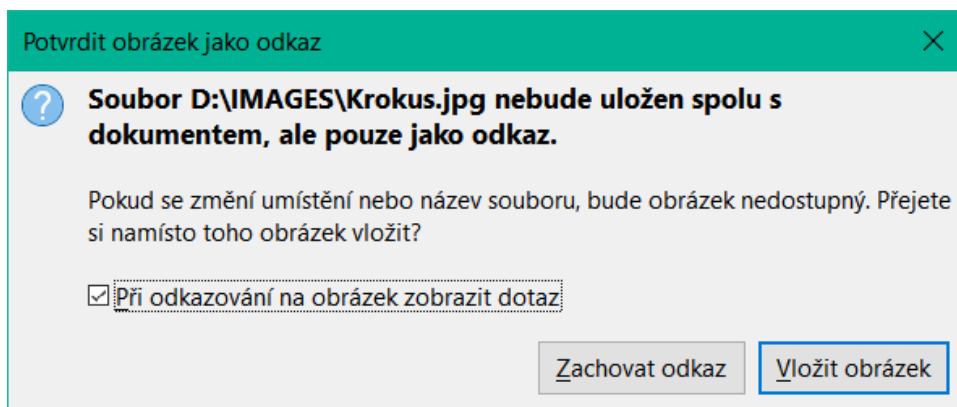 Potvrdit obrázek jako odkaz
Soubor D:\IMAGES\Krokus.jpg nebude uložen spolu s
dokumentem, ale pouze jako odkaz.
Pokud se změní umístění nebo název souboru, bude obrázek nedostupný. Přejete
si namísto toho obrázek vložit?
Při odkazování na obrázek zobrazit dotaz
Zachovat odkaz
Vložit obrázek